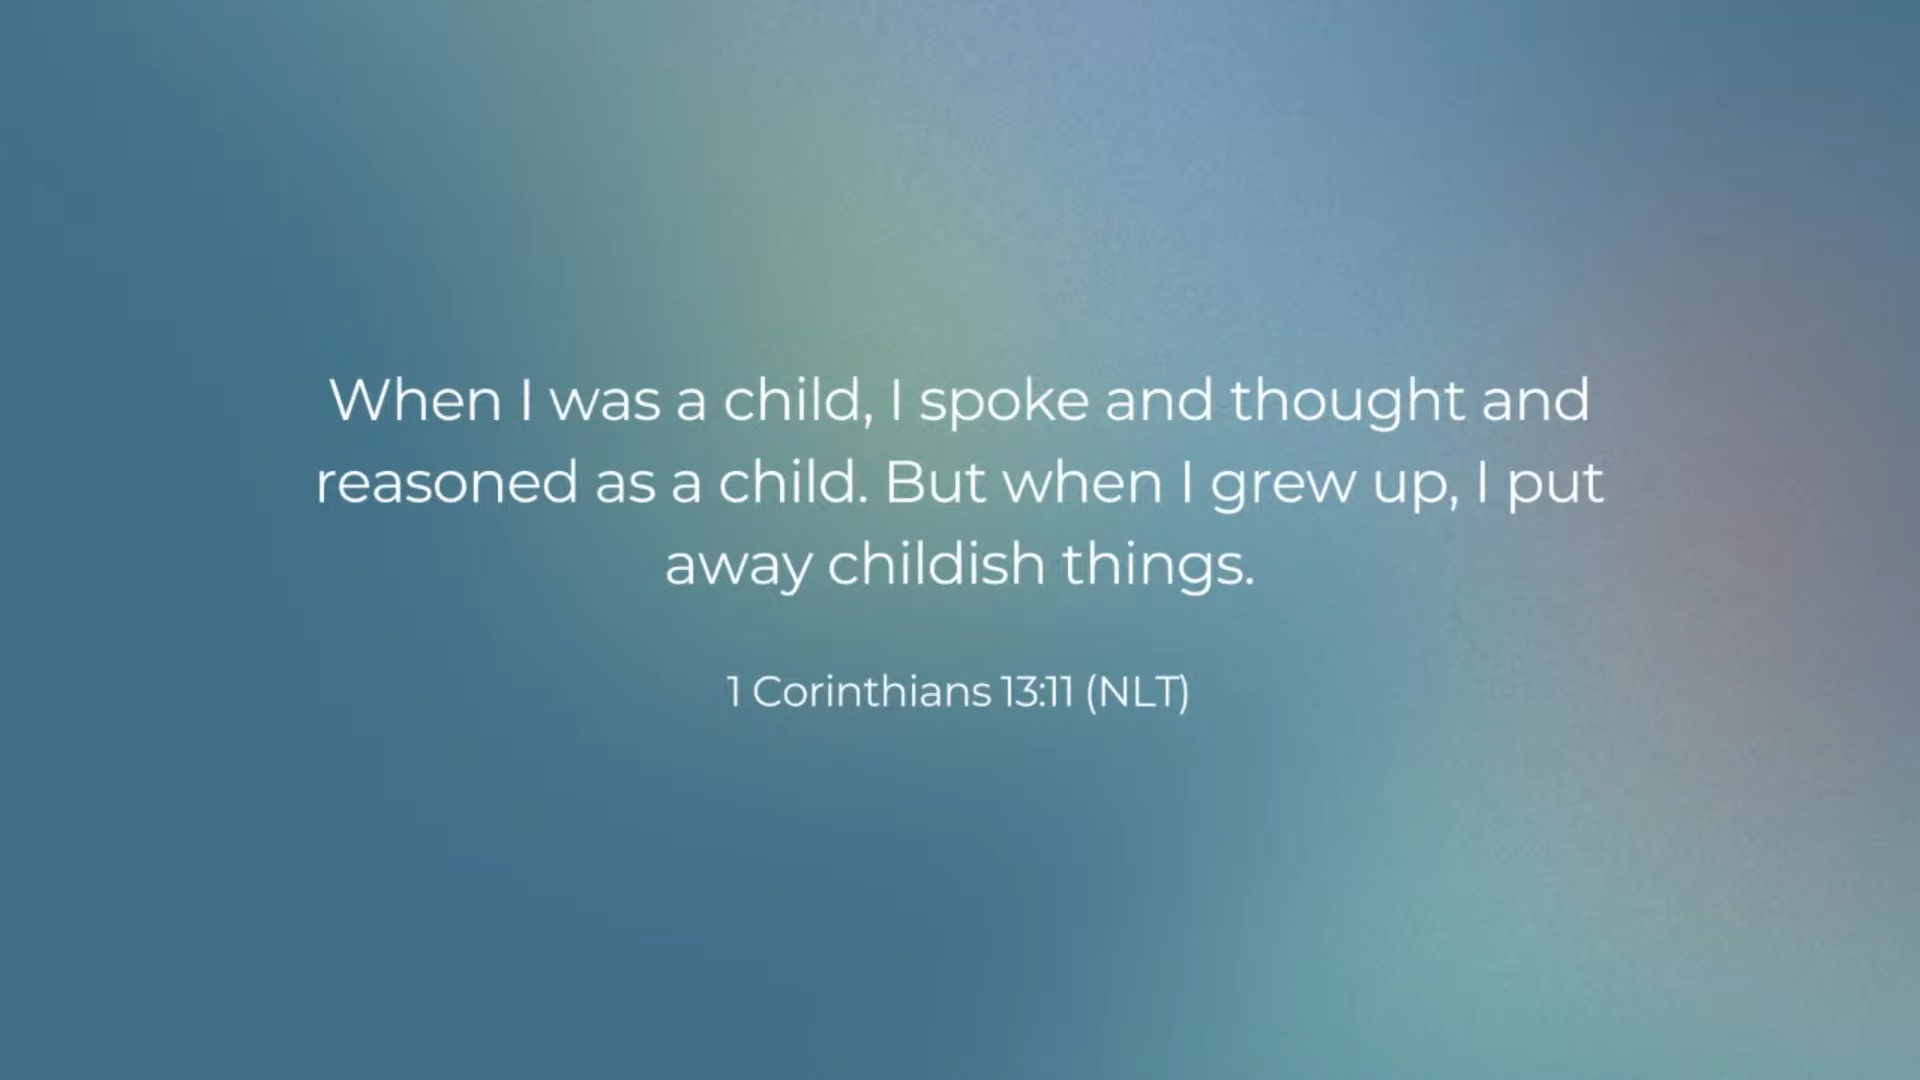 When I was a child, I spoke and thought and
reasoned as a child. But when I grew up, I put
away childish things.
1 Corinthians 13:11 (NLT)